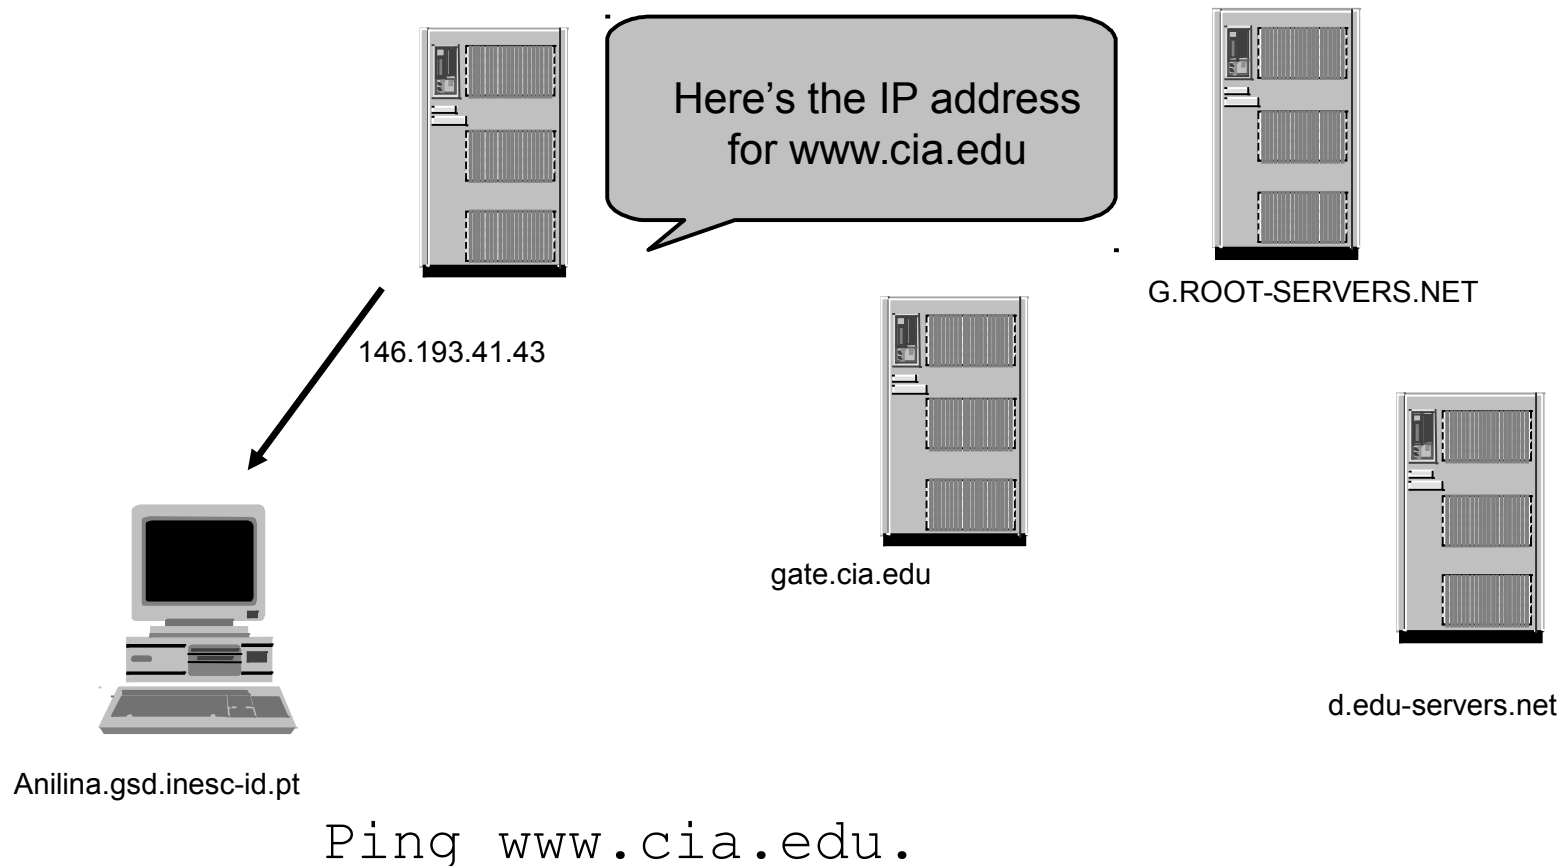 Here’s the IP address
for www.cia.edu
G.ROOT-SERVERS.NET
146.193.41.43
gate.cia.edu
d.edu-servers.net
Anilina.gsd.inesc-id.pt
Ping www.cia.edu.